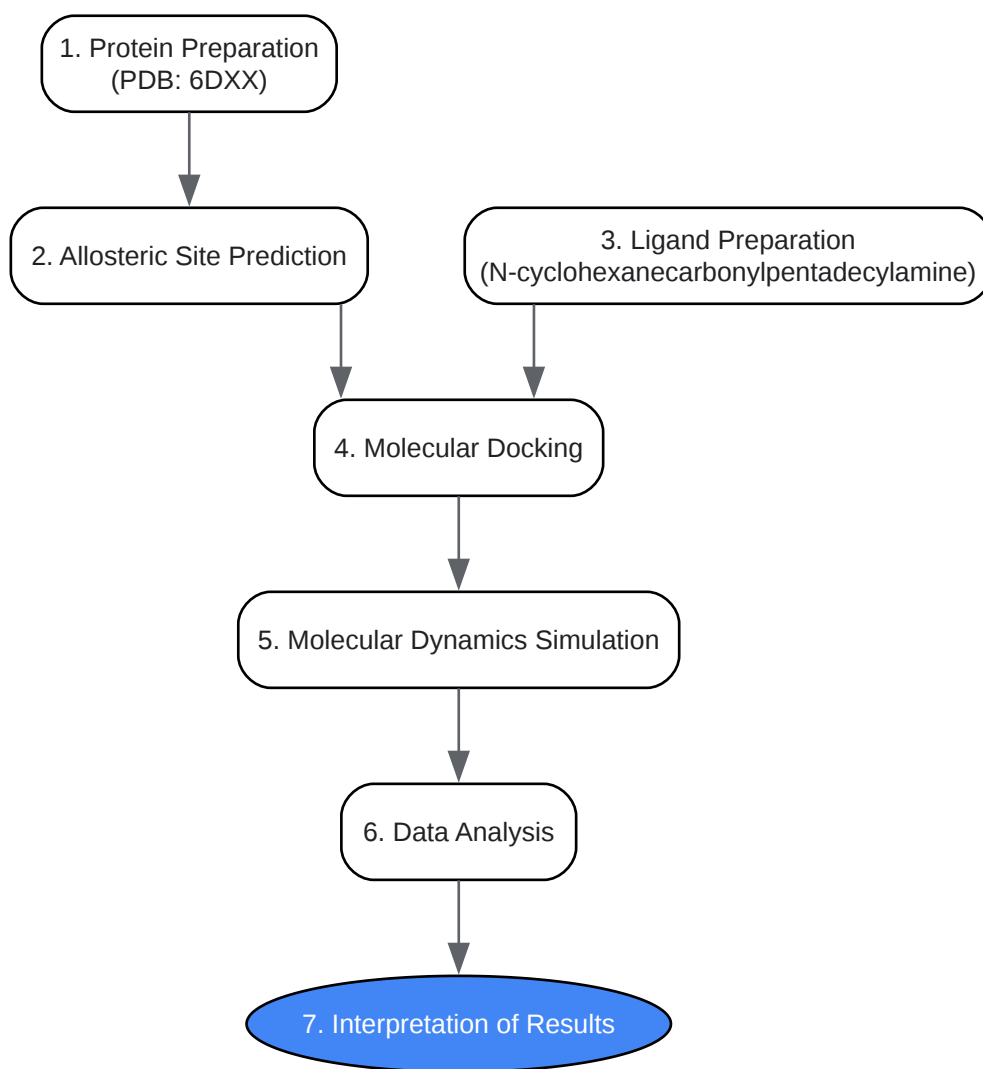 1. Protein Preparation
(PDB: 6DXX)
2. Allosteric Site Prediction
3. Ligand Preparation
(N-cyclohexanecarbonylpentadecylamine)
4. Molecular Docking
5. Molecular Dynamics Simulation
6. Data Analysis
7. Interpretation of Results